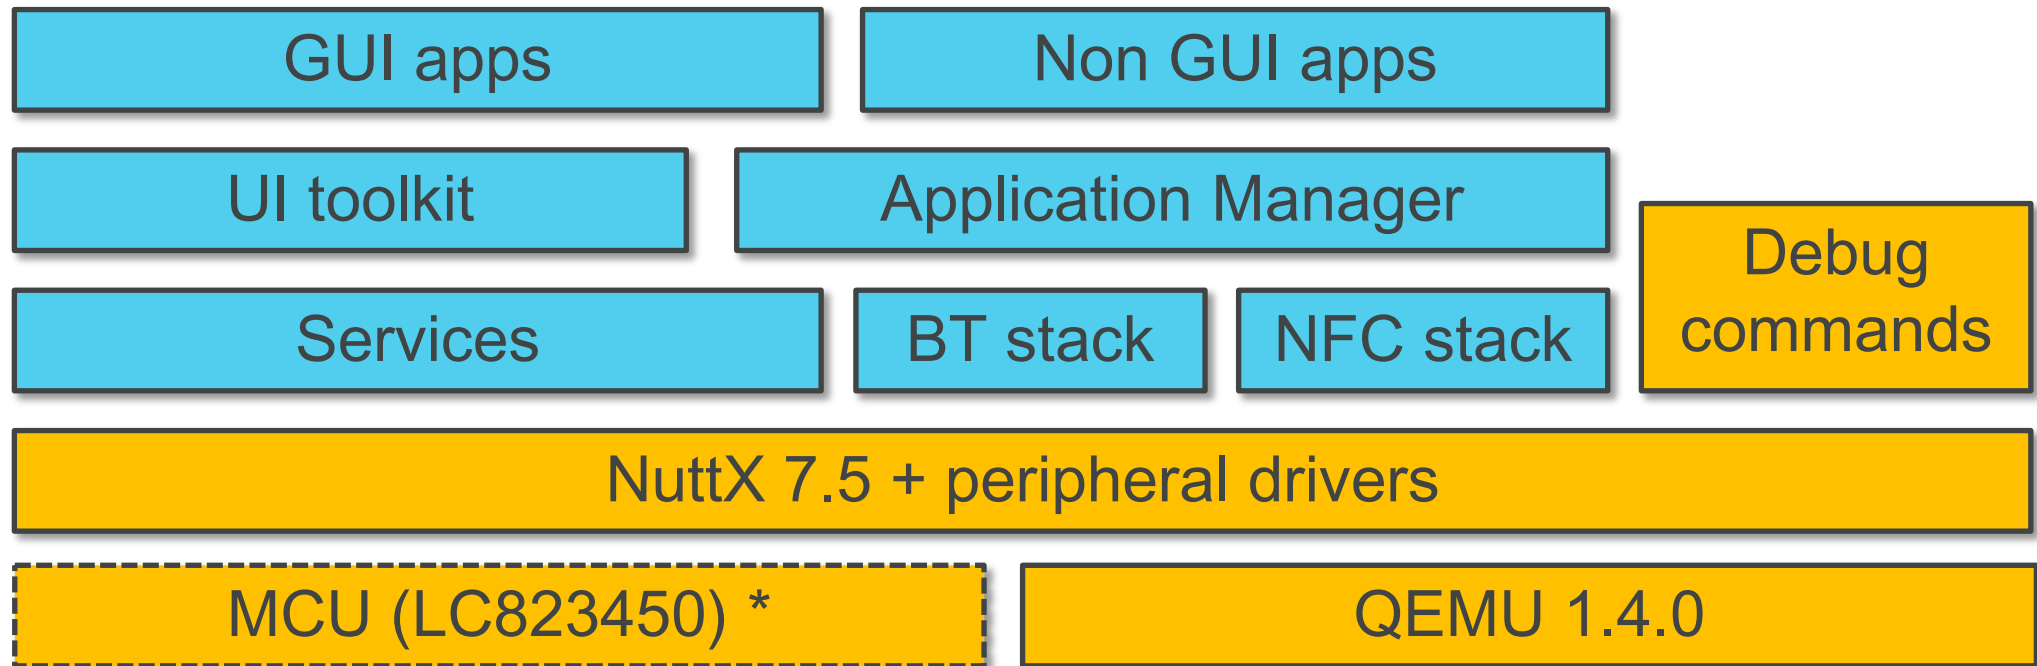 GUI apps
Non GUI apps
UI toolkit
Application Manager
Debug
commands
Services
BT stack
NFC stack
NuttX 7.5 + peripheral drivers
MCU (LC823450) *
QEMU 1.4.0